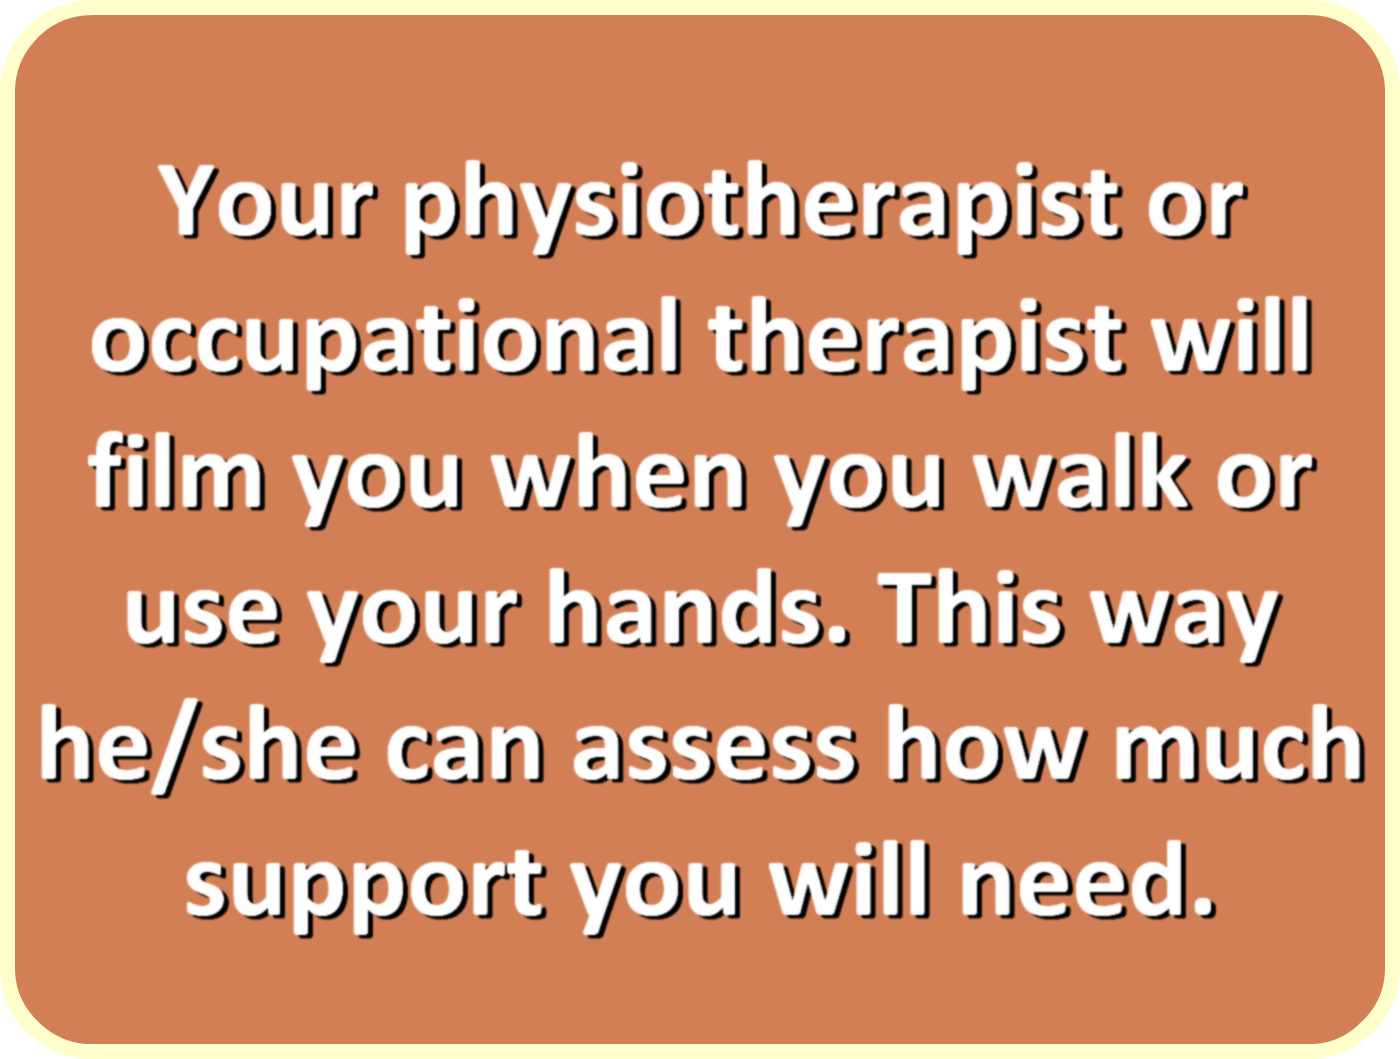 Your physiotherapist or
occupational therapist will
film you when you walk or
use your hands. This way
he/she can assess how much
support you will need.